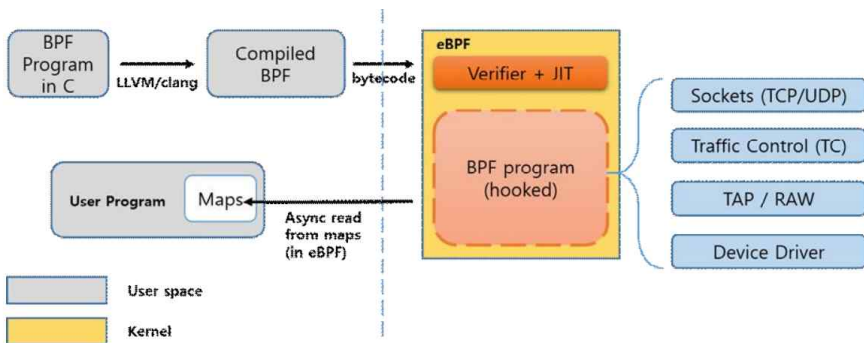 BPF
Program
in C
LLVM/clang
Compiled
BPF
bytecode
eBPF
Verifier + JIT
BPF program
(hooked)
Sockets (TCP/UDP)
Traffic Control (TC)
TAP / RAW
Device Driver
User Program
Maps
Async read
from maps
(in eBPF)
User space
Kernel